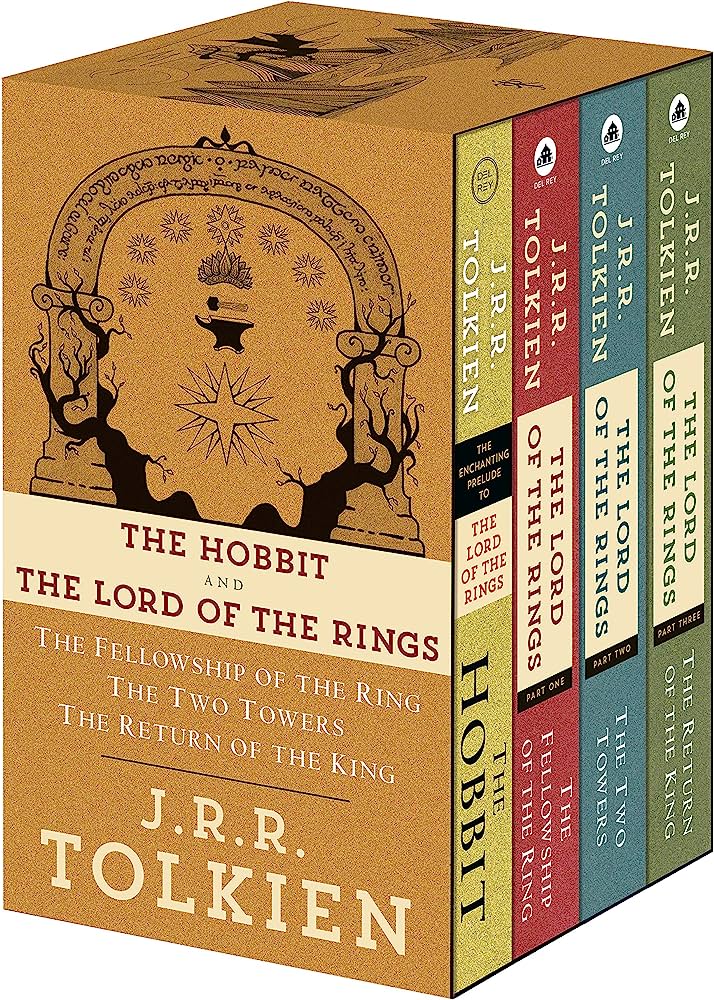 THE HOBBIT
AND
THE LORD OF THE RINGS
THE FELLOWSHIP OF THE RING
THE TWO TOWERS
THE RETURN OF THE KING
J.R.R.
TOLKIEN
DEL
REY
J.R.R.
TOLKIEN
THE
ENCHANTING
PRELUDE
TO
THE
LORD
OF THE
RINGS
THE
HOBBIT
DEL REY
J.R.R.
TOLKIEN
THE LORD
OF THE RINGS
PART ONE
THE
FELLOWSHIP
OF THE RING
DEL REY
J.R.R.
TOLKIEN
THE LORD
OF THE RINGS
PART TWO
THE TWO
TOWERS
DEL REY
J.R.R.
TOLKIEN
THE LORD
OF THE RINGS
PART THREE
THE RETURN
OF THE KING